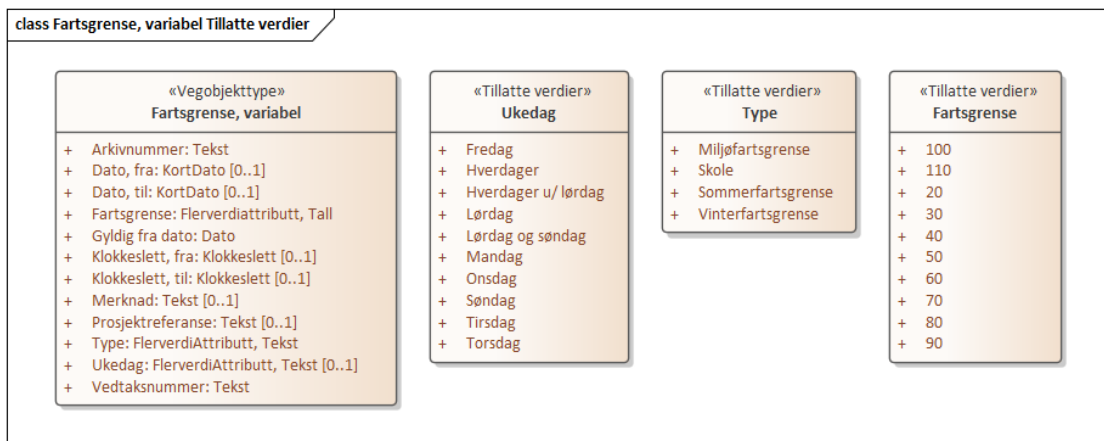 class Fartsgrense, variabel Tillatte verdier
«Vegobjekttype»
Fartsgrense, variabel
+ Arkivnummer: Tekst
+ Dato, fra: KortDato [0..1]
+ Dato, til: KortDato [0..1]
+ Fartsgrense: Flerverdiattributt, Tall
+ Gyldig fra dato: Dato
+ Klokkeslett, fra: Klokkeslett [0..1]
+ Klokkeslett, til: Klokkeslett [0..1]
+ Merknad: Tekst [0..1]
+ Prosjektreferanse: Tekst [0..1]
+ Type: FlerverdiAttributt, Tekst
+ Ukedag: FlerverdiAttributt, Tekst [0..1]
+ Vedtaksnummer: Tekst
«Tillatte verdier»
Ukedag
+ Fredag
+ Hverdager
+ Hverdager u/ lørdag
+ Lørdag
+ Lørdag og søndag
+ Mandag
+ Onsdag
+ Søndag
+ Tirsdag
+ Torsdag
«Tillatte verdier»
Type
+ Miljøfartsgrense
+ Skole
+ Sommerfartsgrense
+ Vinterfartsgrense
«Tillatte verdier»
Fartsgrense
+ 100
+ 110
+ 20
+ 30
+ 40
+ 50
+ 60
+ 70
+ 80
+ 90